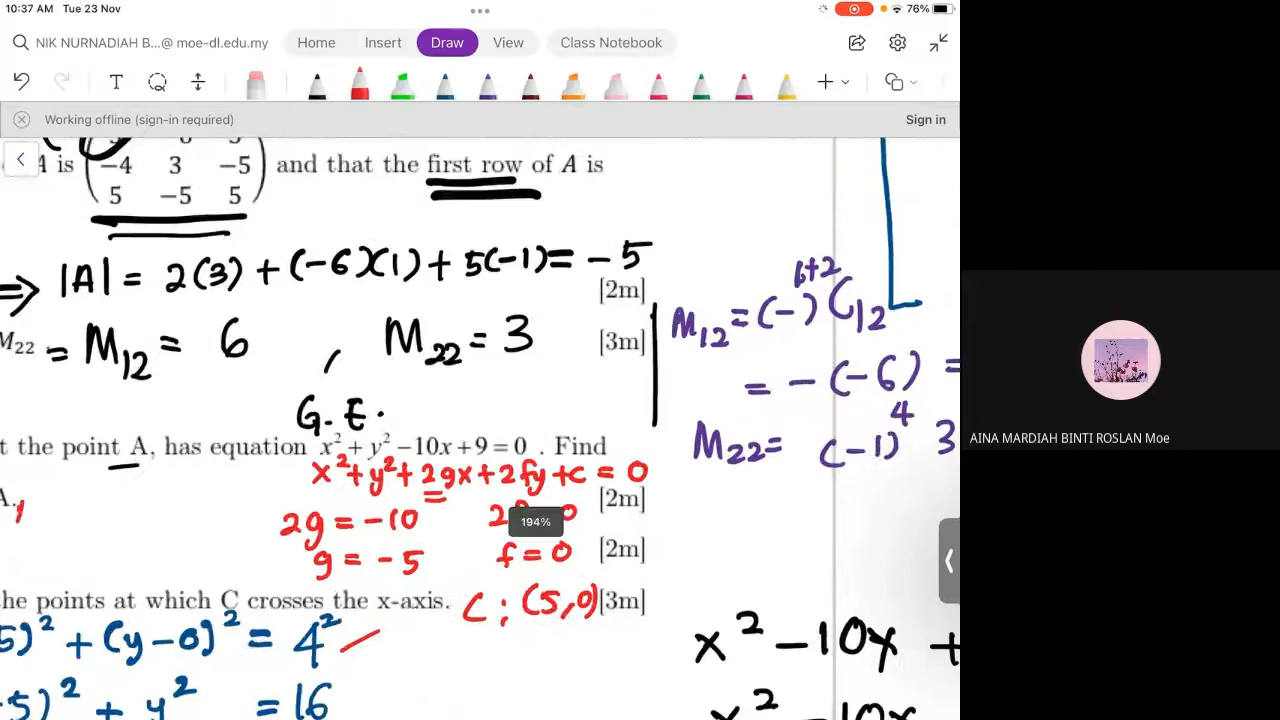 10:37 AM Tue 23 Nov
76%
NIK NURNADIAH B...@ moe-dl.edu.my
Home Insert Draw View Class Notebook
Working offline (sign-in required) Sign in
A is
-4 3 -5
5 -5 5
and that the first row of A is
⇒ |A| = 2(3) + (-6)(1) + 5(-1) = -5
[2m]
M22 = M12 = 6 , M22 = 3 [3m]
M12 = (-)^1+2 C12
= -(-6) =
M22 = (-1)^4 3
G.E.
t the point A, has equation x² + y² - 10x + 9 = 0 . Find
x² + y² + 2gx + 2fy + c = 0
A. [2m]
2g = -10
194%
g = -5 f = 0 [2m]
he points at which C crosses the x-axis. C : (5,0) [3m]
5)² + (y-0)² = 4²
5)² + y² = 16
x² - 10x +
x² - 10x
AINA MARDIAH BINTI ROSLAN Moe